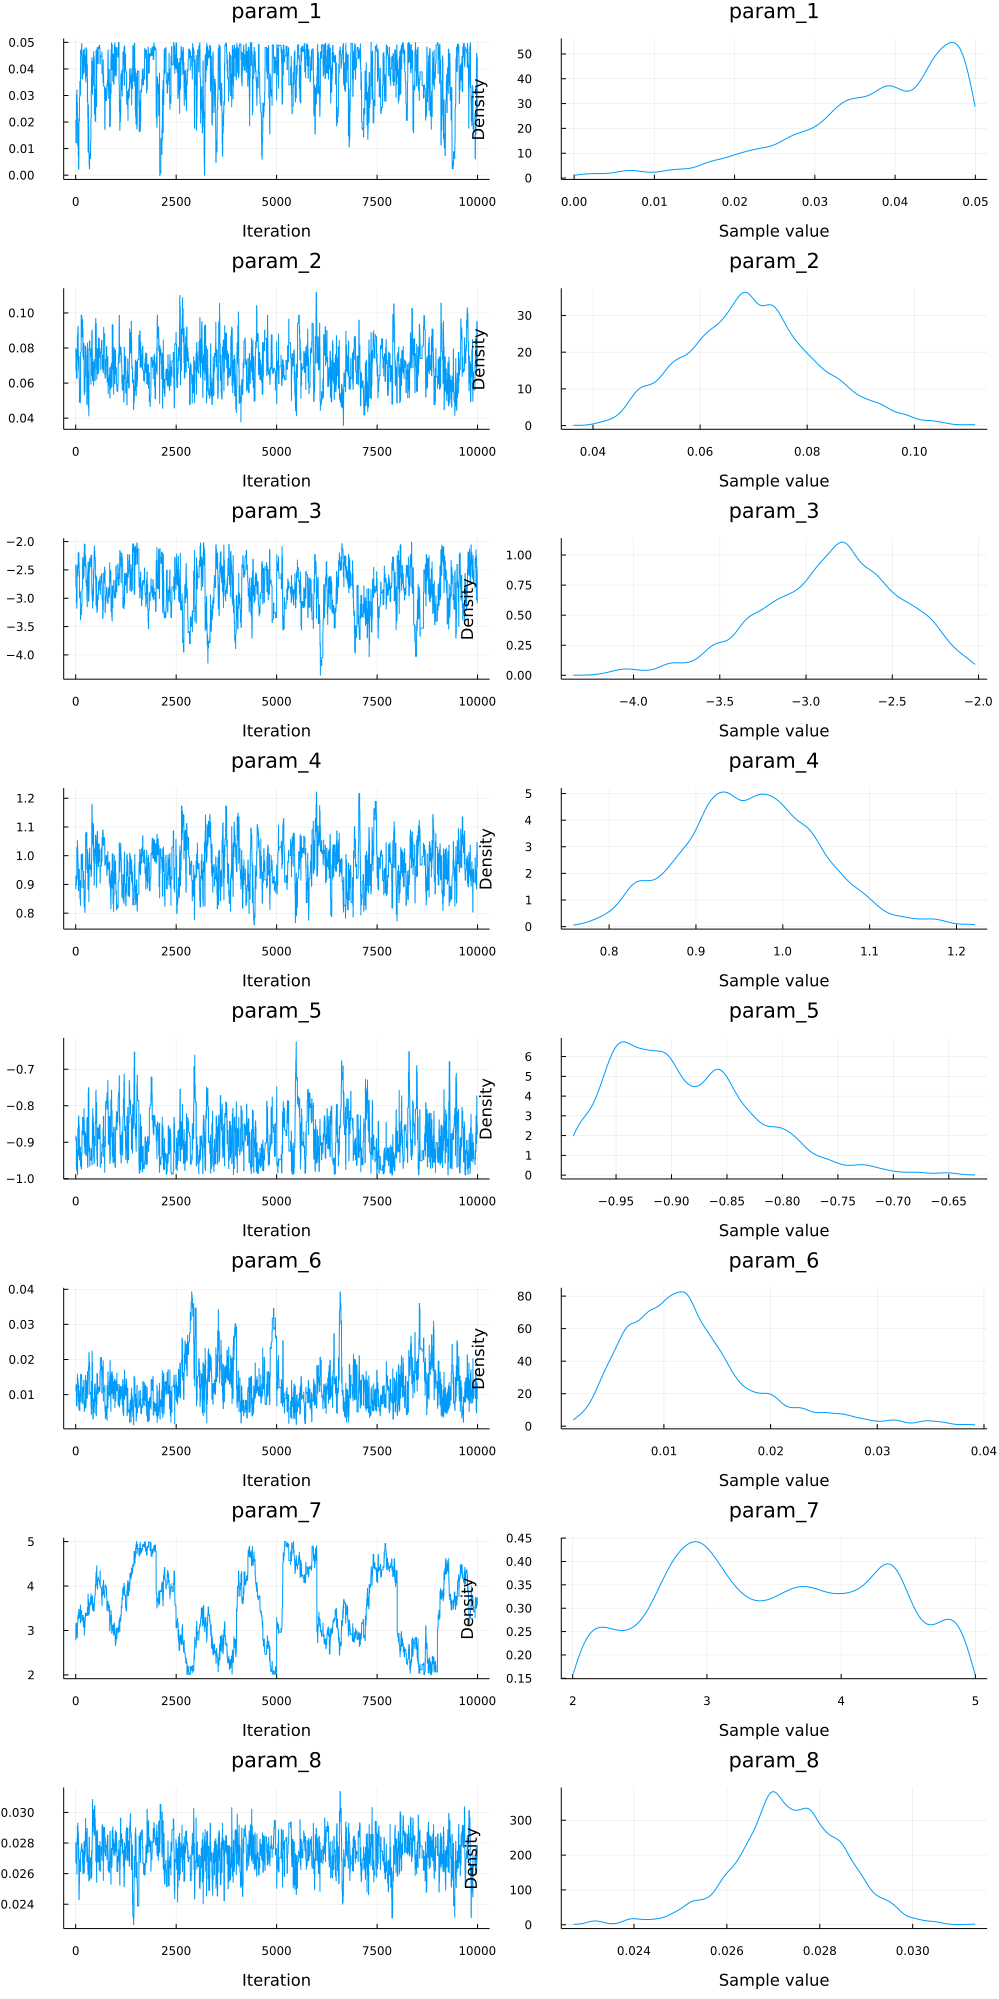 param_1 param_1
0.05
0.04
0.03
0.02
0.01
0.00
0 2500 5000 7500 10000
Iteration
Density
50
40
30
20
10
0
0.00 0.01 0.02 0.03 0.04 0.05
Sample value
param_2 param_2
0.10
0.08
0.06
0.04
0 2500 5000 7500 10000
Iteration
Density
30
20
10
0
0.04 0.06 0.08 0.10
Sample value
param_3 param_3
−2.0
−2.5
−3.0
−3.5
−4.0
0 2500 5000 7500 10000
Iteration
Density
1.00
0.75
0.50
0.25
0.00
−4.0 −3.5 −3.0 −2.5 −2.0
Sample value
param_4 param_4
1.2
1.1
1.0
0.9
0.8
0 2500 5000 7500 10000
Iteration
Density
5
4
3
2
1
0
0.8 0.9 1.0 1.1 1.2
Sample value
param_5 param_5
−0.7
−0.8
−0.9
−1.0
0 2500 5000 7500 10000
Iteration
Density
6
5
4
3
2
1
0
−0.95 −0.90 −0.85 −0.80 −0.75 −0.70 −0.65
Sample value
param_6 param_6
0.04
0.03
0.02
0.01
0 2500 5000 7500 10000
Iteration
Density
80
60
40
20
0
0.01 0.02 0.03 0.04
Sample value
param_7 param_7
5
4
3
2
0 2500 5000 7500 10000
Iteration
Density
0.45
0.40
0.35
0.30
0.25
0.20
0.15
2 3 4 5
Sample value
param_8 param_8
0.030
0.028
0.026
0.024
0 2500 5000 7500 10000
Iteration
Density
300
200
100
0
0.024 0.026 0.028 0.030
Sample value